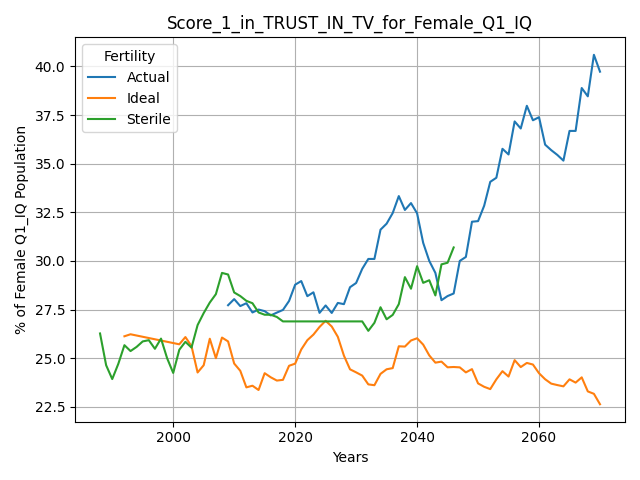 Score_1_in_TRUST_IN_TV_for_Female_Q1_IQ
Fertility
Actual
Ideal
Sterile
% of Female Q1_IQ Population
40.0
37.5
35.0
32.5
30.0
27.5
25.0
22.5
2000
2020
2040
2060
Years